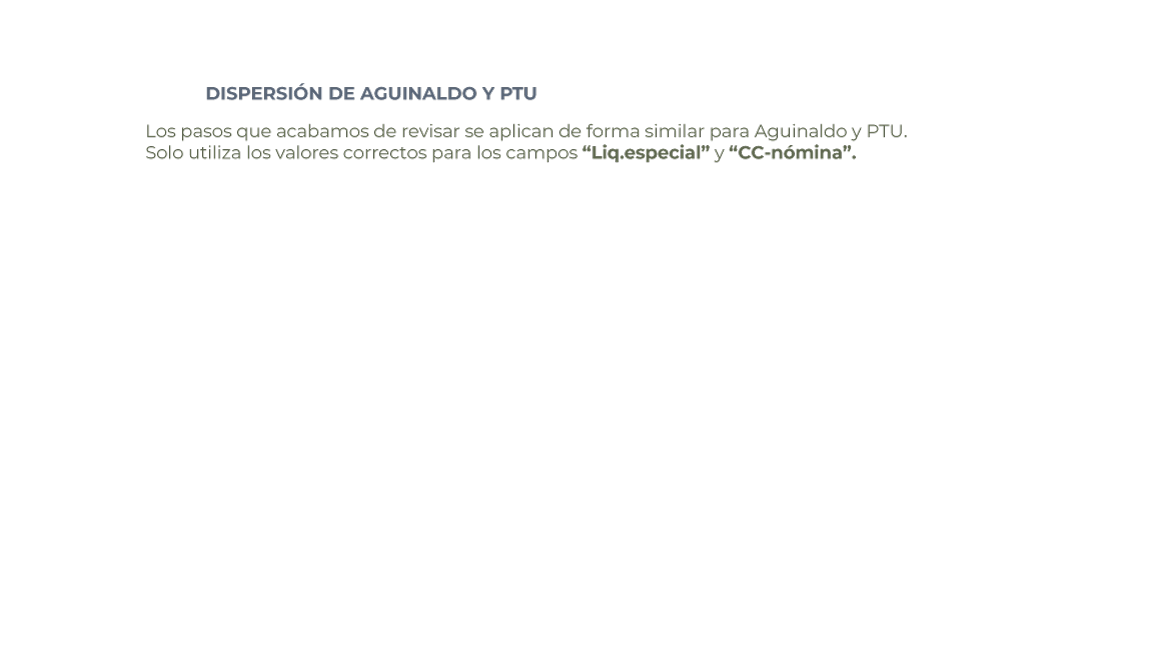 DISPERSIÓN DE AGUINALDO Y PTU
Los pasos que acabamos de revisar se aplican de forma similar para Aguinaldo y PTU.
Solo utiliza los valores correctos para los campos “Liq.especial” y “CC-nómina”.